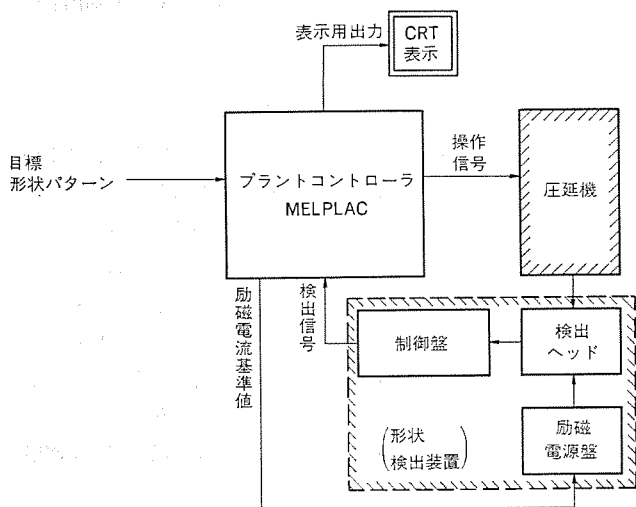 表示用出力
CRT
表示
目標
形状パターン
プラントコントローラ
MELPLAC
操作
信号
圧延機
励磁電流基準値
検出信号
制御盤
検出
ヘッド
形状
検出装置
励磁
電源盤